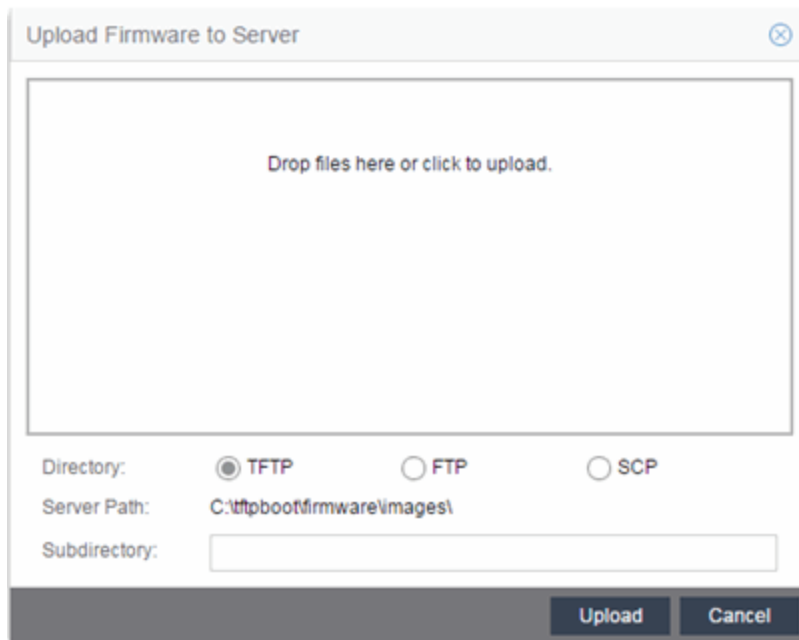 Upload Firmware to Server
Drop files here or click to upload.
Directory: TFTP FTP SCP
Server Path: C:\tftpboot\firmware\images\
Subdirectory:
Upload Cancel